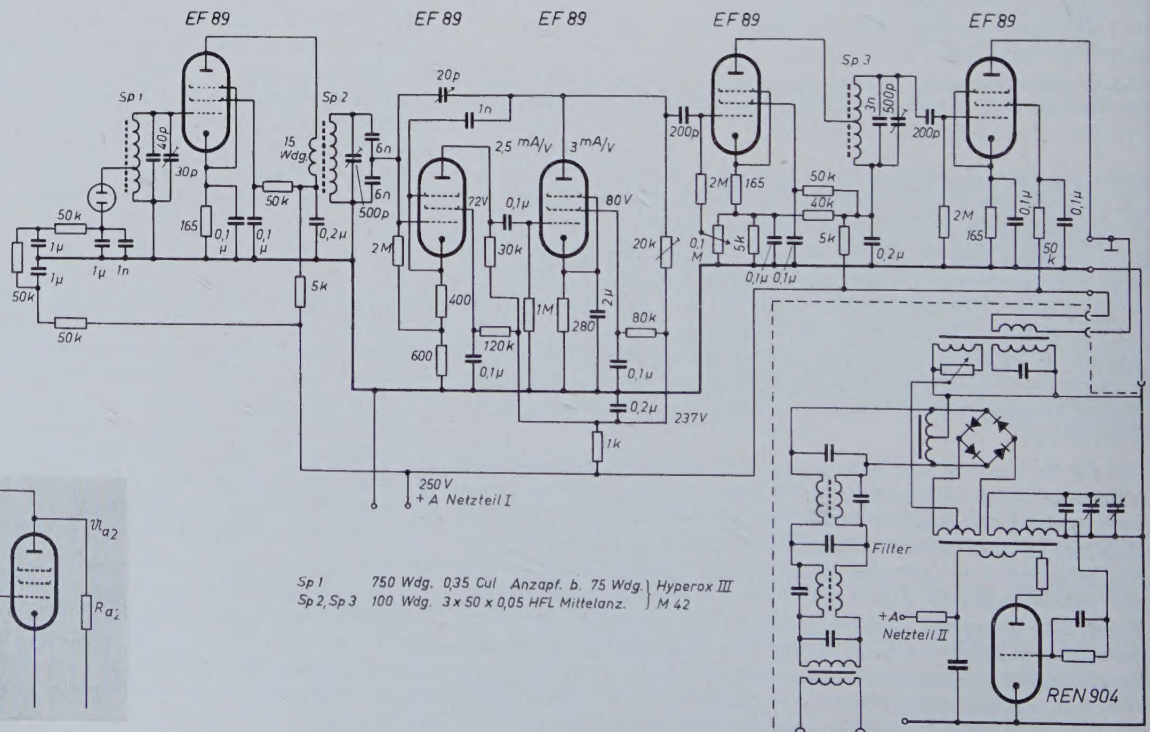 EF 89
EF 89
EF 89
EF 89
EF 89
Sp 1
40p
30p
50k
1µ
1µ
50k
1µ
1n
50k
165
0,1µ
0,1µ
50k
15 Wdg.
0,2µ
5k
Sp 2
6n
6n
500p
20p
1n
2,5 mA/V
3 mA/V
72V
80V
0,1µ
2M
30k
400
600
120k
0,1µ
1M
280
2µ
80k
0,1µ
0,2µ
20k
237V
1k
250V
+A Netzteil I
200p
2M
165
0,1M
5k
0,1µ
0,1µ
50k
40k
5k
0,2µ
Sp 3
3n
500p
200p
2M
165
0,1µ
50k
0,1µ
Filter
+A
Netzteil II
REN 904
𝔙a2
Ra2
Sp 1 750 Wdg. 0,35 Cul Anzapf. b. 75 Wdg. } Hyperox III
Sp 2, Sp 3 100 Wdg. 3 x 50 x 0,05 HFL Mittelanz. } M 42